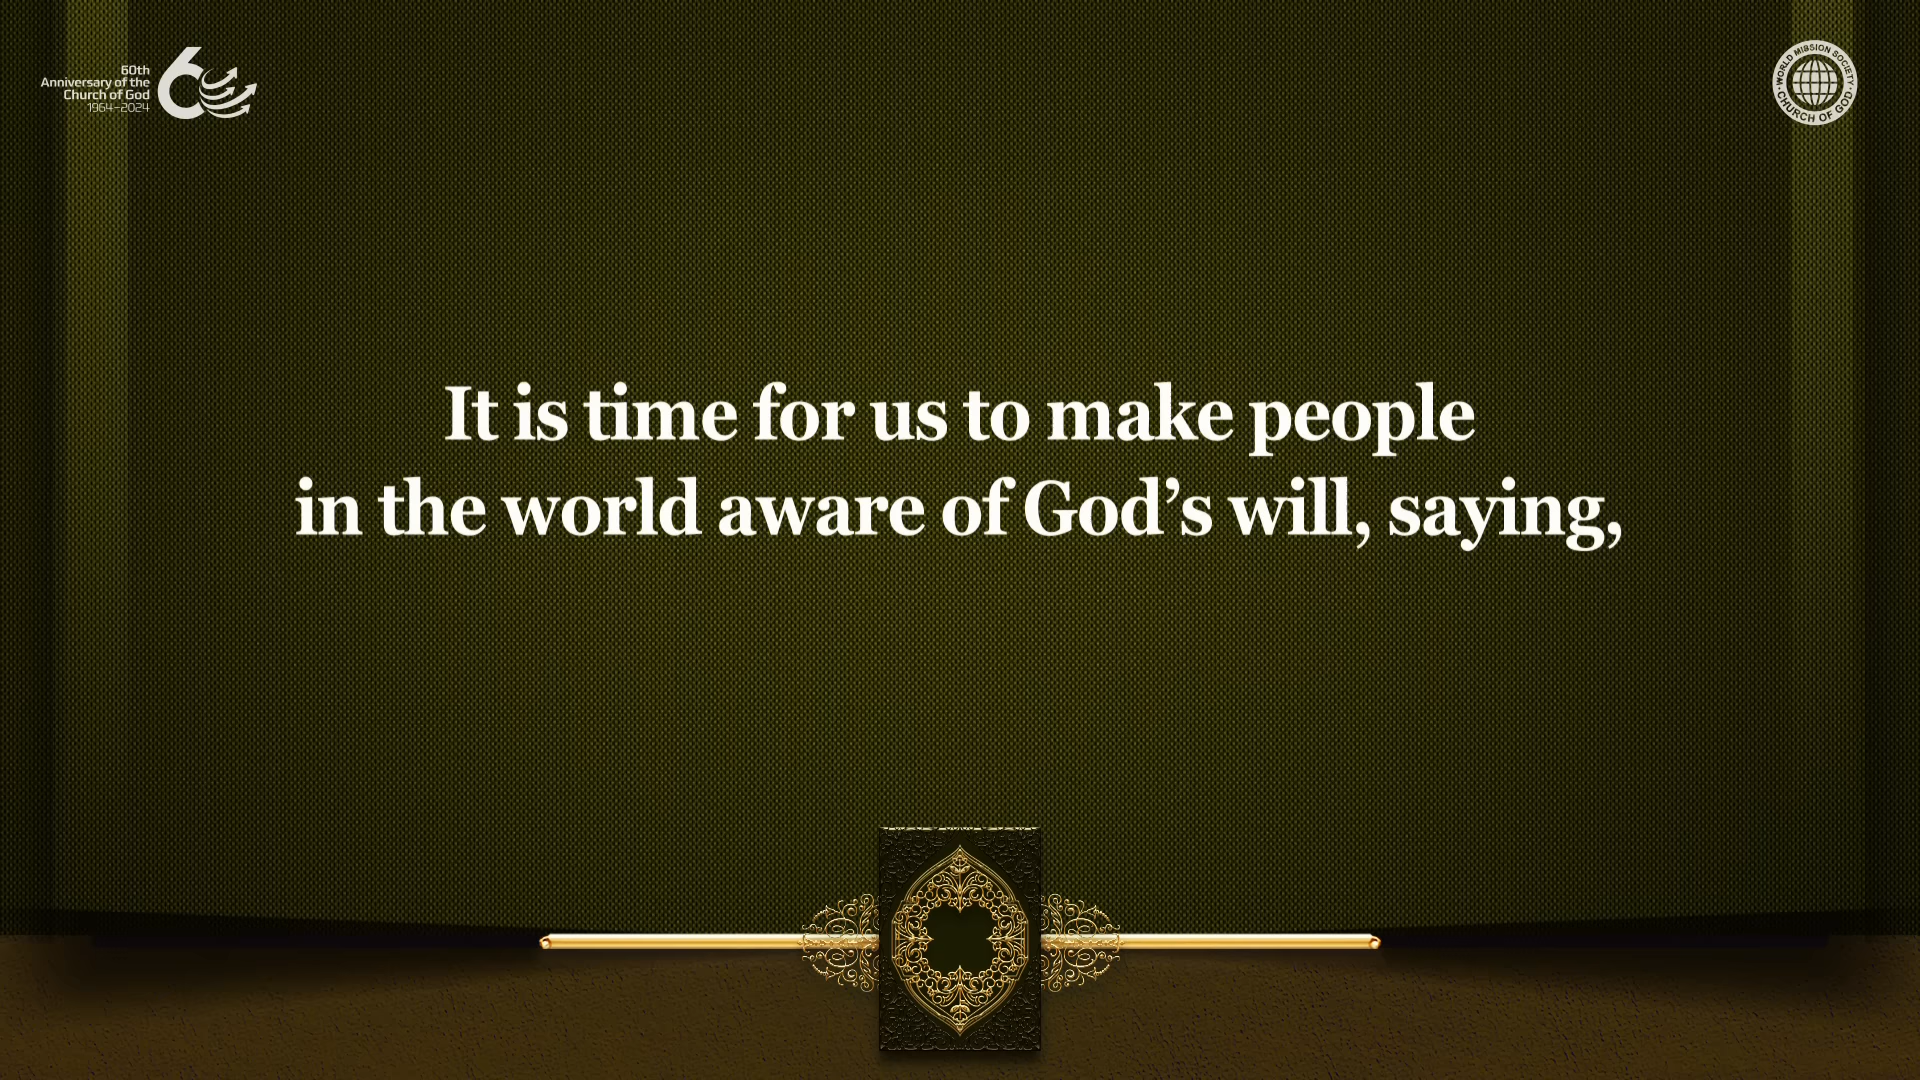 60th
Anniversary of the
Church of God
1964–2024
WORLD MISSION SOCIETY
CHURCH OF GOD
It is time for us to make people
in the world aware of God’s will, saying,